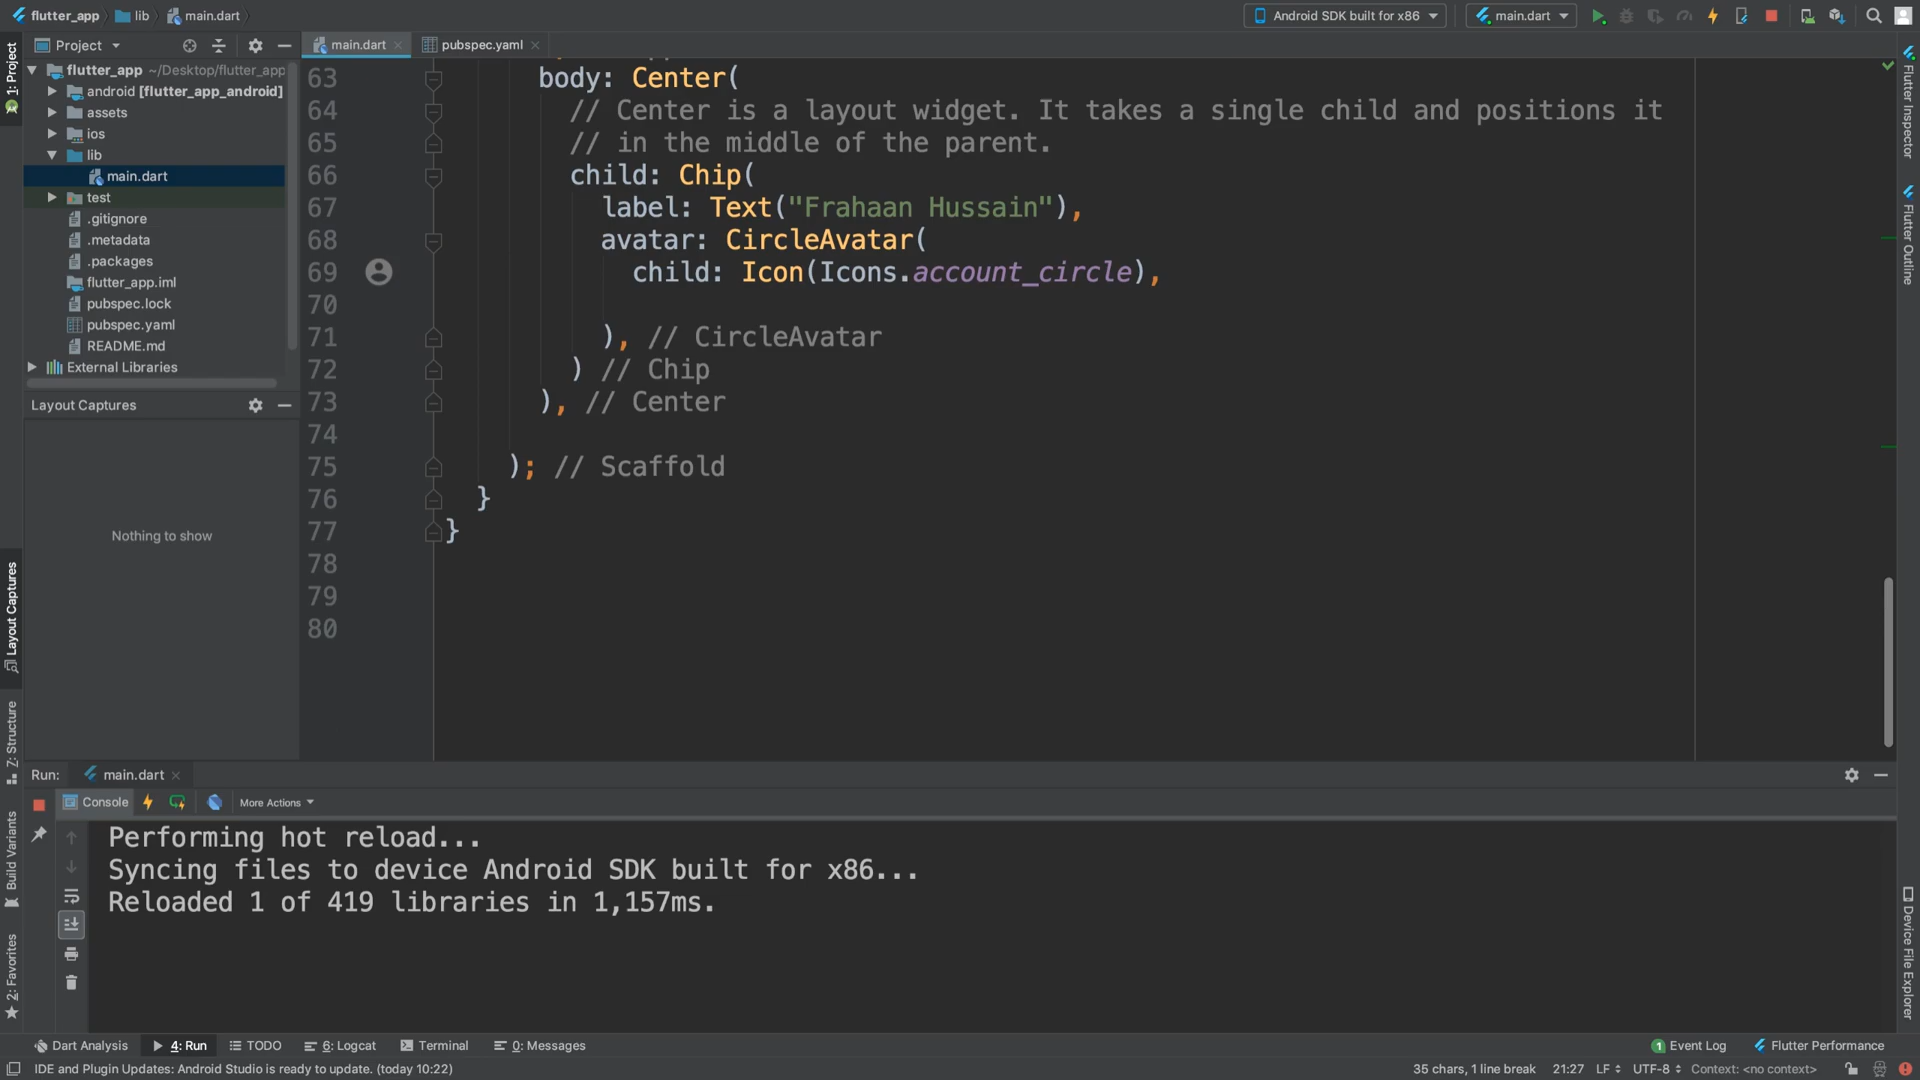 flutter_app
lib
main.dart
Android SDK built for x86
main.dart
1: Project
Project
main.dart
pubspec.yaml
flutter_app ~/Desktop/flutter_app
android [flutter_app_android]
assets
ios
lib
main.dart
test
.gitignore
.metadata
.packages
flutter_app.iml
pubspec.lock
pubspec.yaml
README.md
External Libraries
Layout Captures
Nothing to show
63 body: Center(
64 // Center is a layout widget. It takes a single child and positions it
65 // in the middle of the parent.
66 child: Chip(
67 label: Text("Frahaan Hussain"),
68 avatar: CircleAvatar(
69 child: Icon(Icons.account_circle),
70
71 ), // CircleAvatar
72 ) // Chip
73 ), // Center
74
75 ); // Scaffold
76 }
77 }
78
79
80
Flutter Inspector
Flutter Outline
Device File Explorer
Layout Captures
Z: Structure
Build Variants
2: Favorites
Run:
main.dart
Console
More Actions
Performing hot reload...
Syncing files to device Android SDK built for x86...
Reloaded 1 of 419 libraries in 1,157ms.
Dart Analysis
4: Run
TODO
6: Logcat
Terminal
0: Messages
1 Event Log
Flutter Performance
IDE and Plugin Updates: Android Studio is ready to update. (today 10:22)
35 chars, 1 line break
21:27
LF
UTF-8
Context: <no context>